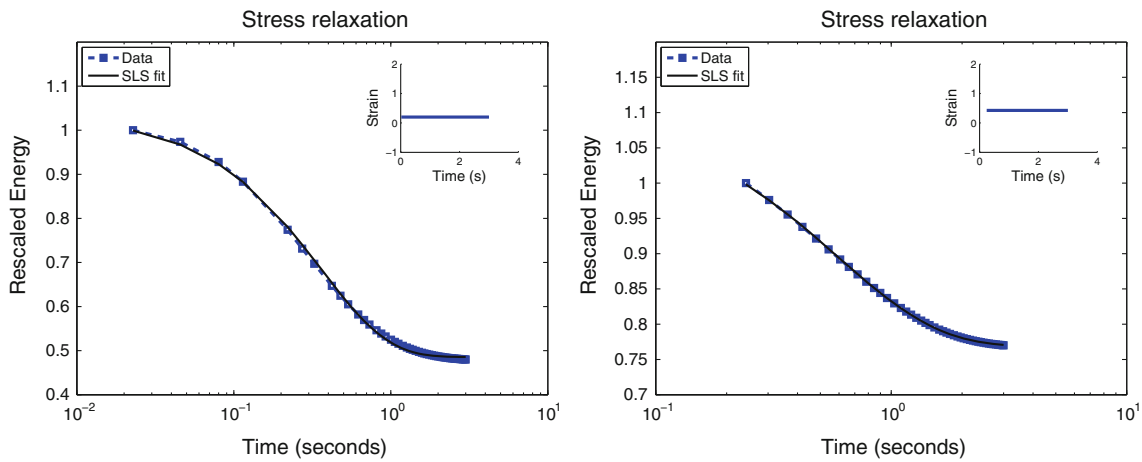 Stress relaxation
Data
SLS fit
1.1
1
0.9
0.8
0.7
0.6
0.5
0.4
Rescaled Energy
10^-2
10^-1
10^0
10^1
Time (seconds)
2
1
0
-1
Strain
0
2
4
Time (s)
Stress relaxation
Data
SLS fit
1.15
1.1
1.05
1
0.95
0.9
0.85
0.8
0.75
0.7
Rescaled Energy
10^-1
10^0
10^1
Time (seconds)
2
1
0
-1
Strain
0
2
4
Time (s)